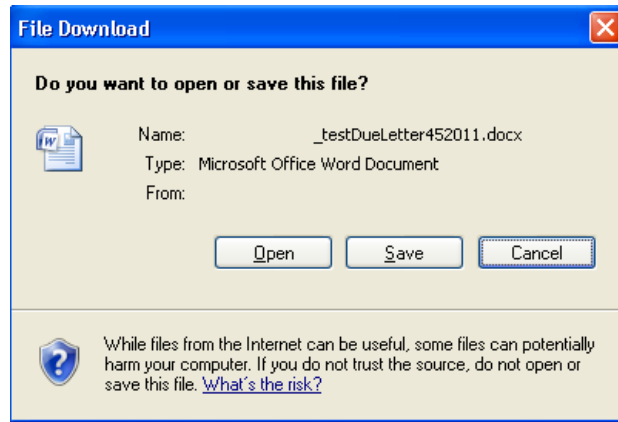 File Download
Do you want to open or save this file?
Name: _testDueLetter452011.docx
Type: Microsoft Office Word Document
From:
Open Save Cancel
While files from the Internet can be useful, some files can potentially
harm your computer. If you do not trust the source, do not open or
save this file. What's the risk?